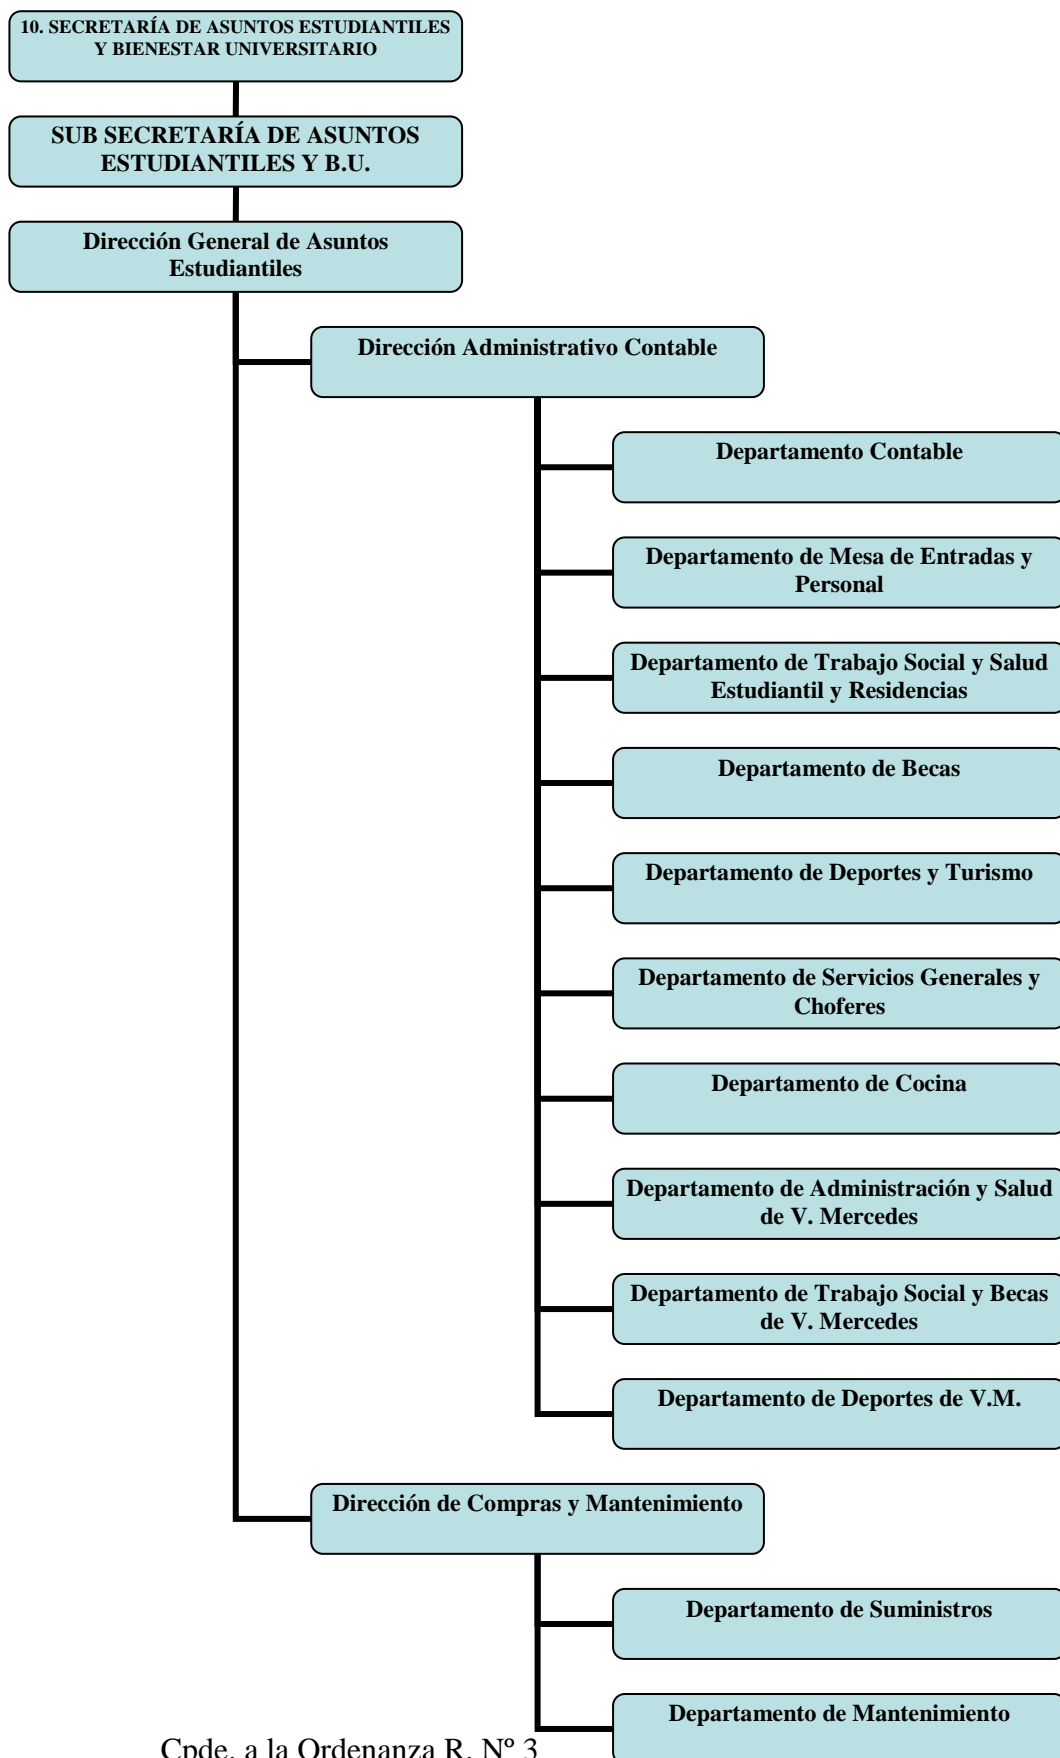 10. SECRETARÍA DE ASUNTOS ESTUDIANTILES
Y BIENESTAR UNIVERSITARIO
SUB SECRETARÍA DE ASUNTOS
ESTUDIANTILES Y B.U.
Dirección General de Asuntos
Estudiantiles
Dirección Administrativo Contable
Departamento Contable
Departamento de Mesa de Entradas y
Personal
Departamento de Trabajo Social y Salud
Estudiantil y Residencias
Departamento de Becas
Departamento de Deportes y Turismo
Departamento de Servicios Generales y
Choferes
Departamento de Cocina
Departamento de Administración y Salud
de V. Mercedes
Departamento de Trabajo Social y Becas
de V. Mercedes
Departamento de Deportes de V.M.
Dirección de Compras y Mantenimiento
Departamento de Suministros
Departamento de Mantenimiento
Cpde. a la Ordenanza R. Nº 3